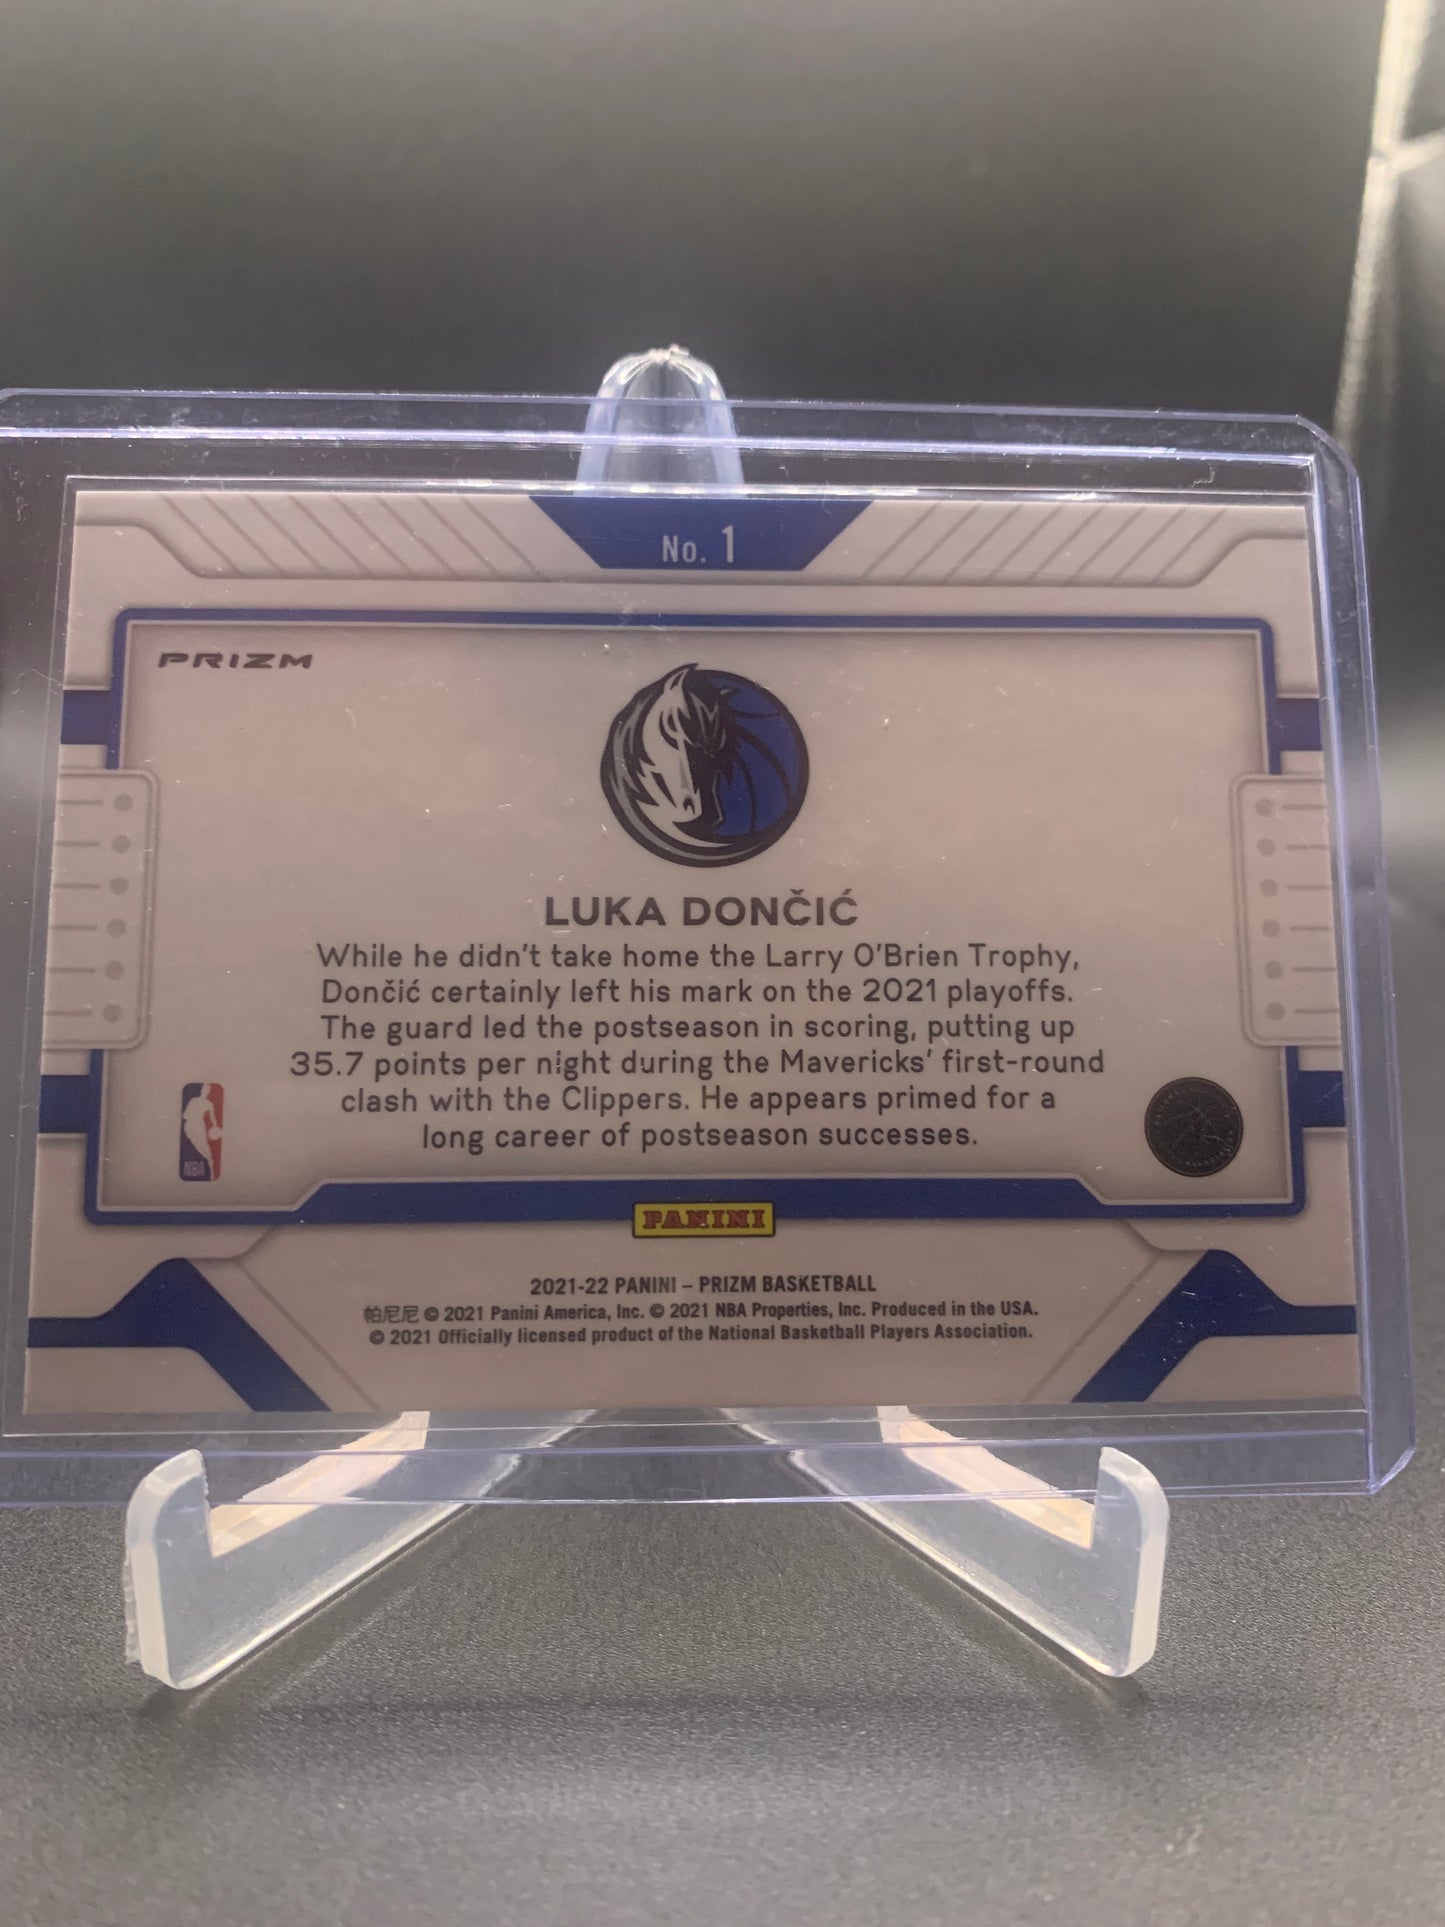 No. 1
PRIZM
LUKA DONČIĆ
While he didn't take home the Larry O'Brien Trophy,
Dončić certainly left his mark on the 2021 playoffs.
The guard led the postseason in scoring, putting up
35.7 points per night during the Mavericks' first-round
clash with the Clippers. He appears primed for a
long career of postseason successes.
NBA
PANINI
2021-22 PANINI – PRIZM BASKETBALL
帕尼尼 © 2021 Panini America, Inc. © 2021 NBA Properties, Inc. Produced in the USA.
© 2021 Officially licensed product of the National Basketball Players Association.